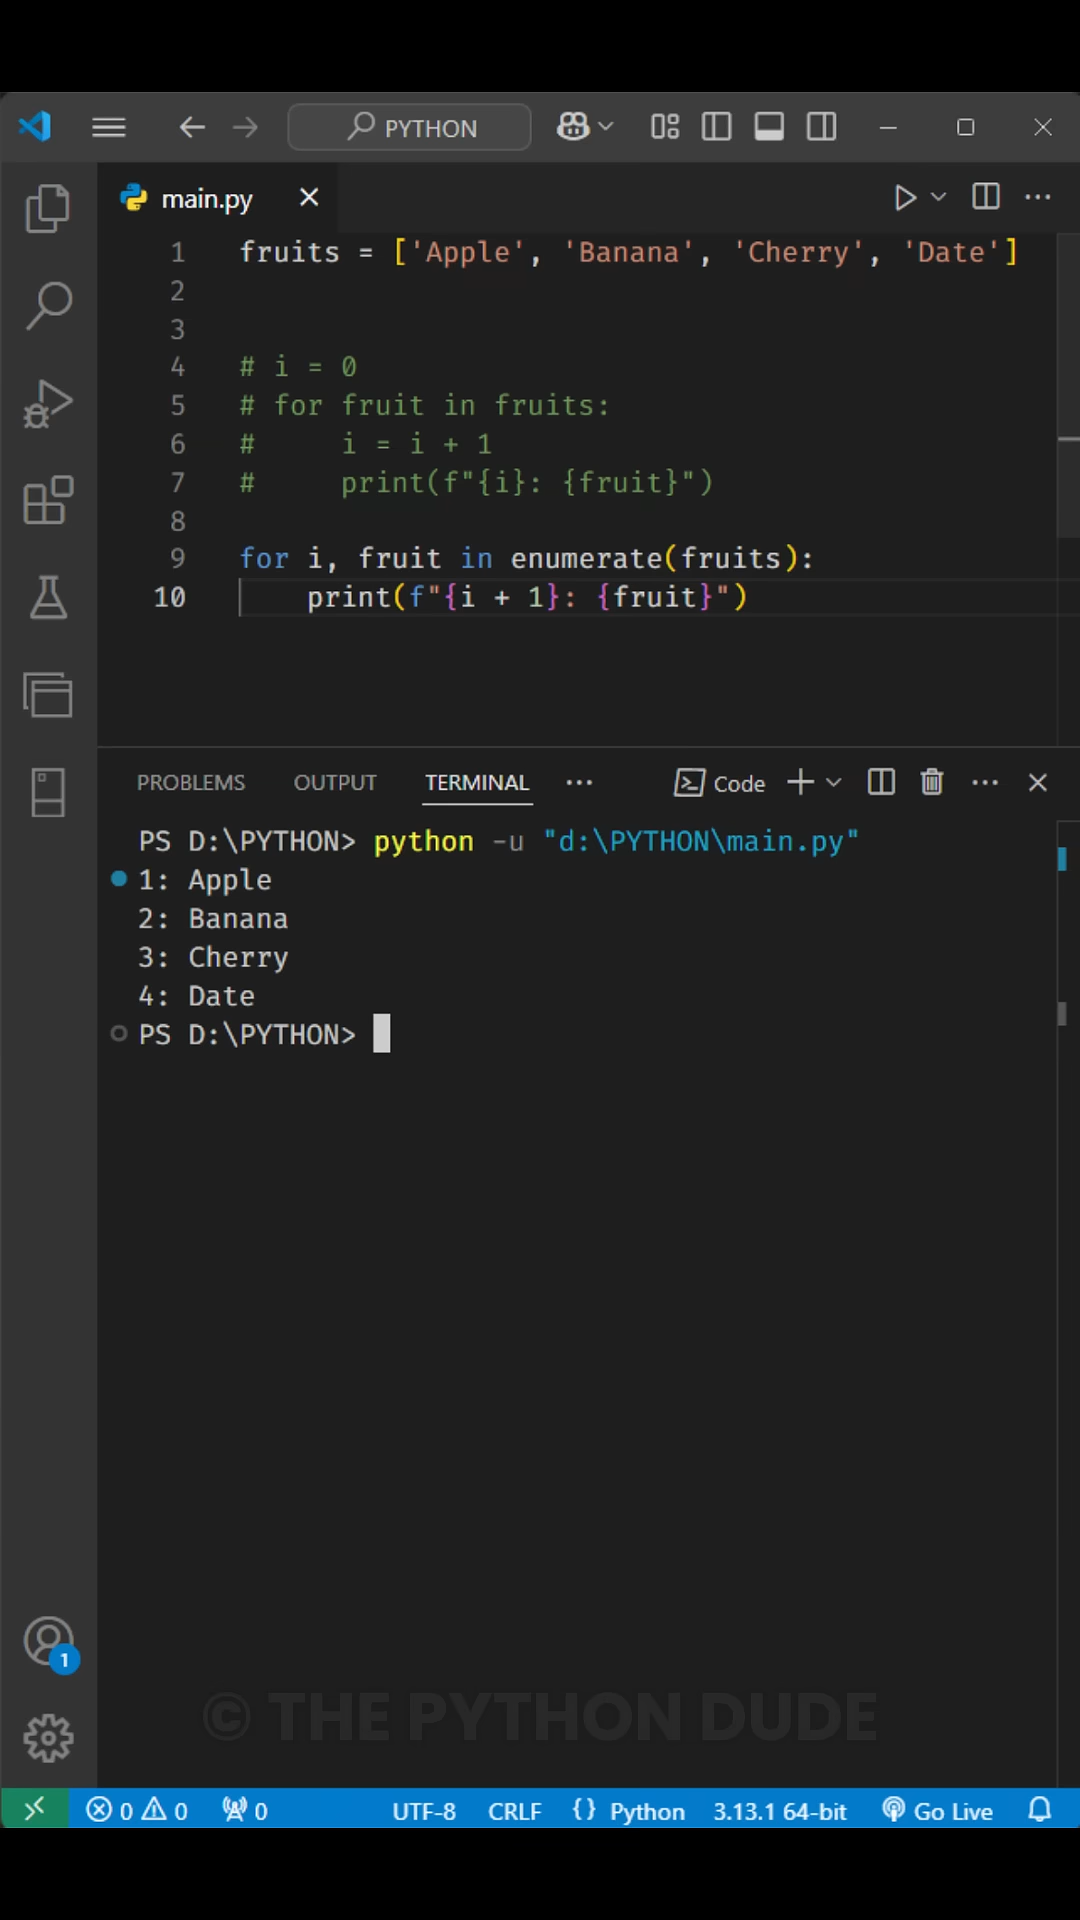 PYTHON
main.py
1 fruits = ['Apple', 'Banana', 'Cherry', 'Date']
2
3
4 # i = 0
5 # for fruit in fruits:
6 #     i = i + 1
7 #     print(f"{i}: {fruit}")
8
9 for i, fruit in enumerate(fruits):
10     print(f"{i + 1}: {fruit}")
PROBLEMS OUTPUT TERMINAL ··· Code
PS D:\PYTHON> python -u "d:\PYTHON\main.py"
1: Apple
2: Banana
3: Cherry
4: Date
PS D:\PYTHON>
1
© THE PYTHON DUDE
0 0 0 UTF-8 CRLF {} Python 3.13.1 64-bit Go Live